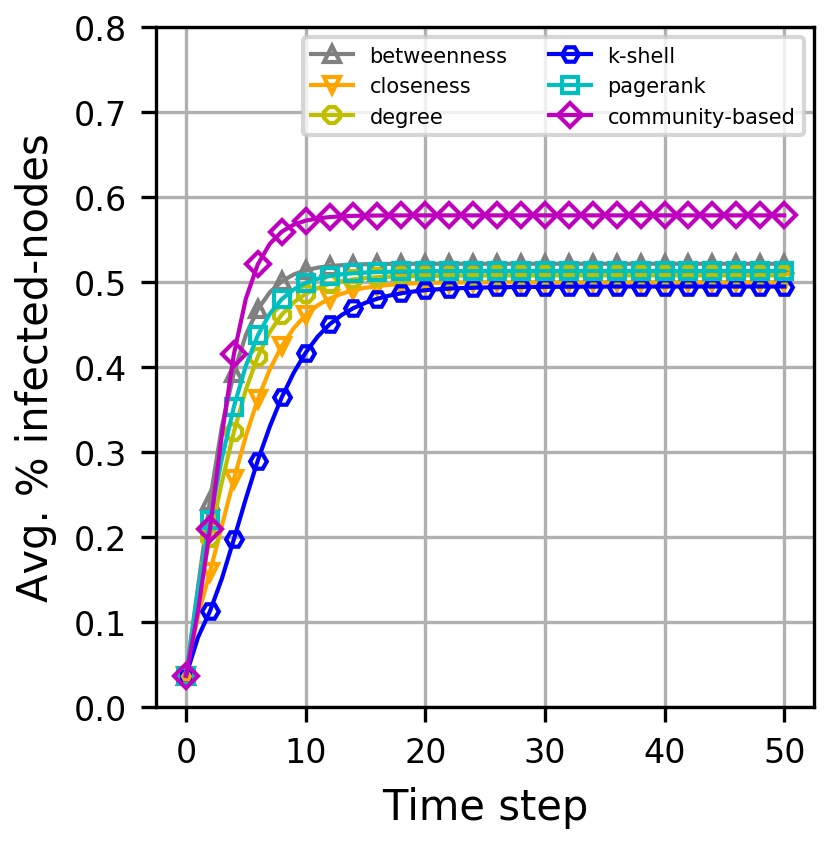 Avg. % infected-nodes
0.8
0.7
0.6
0.5
0.4
0.3
0.2
0.1
0.0
betweenness
closeness
degree
k-shell
pagerank
community-based
0 10 20 30 40 50
Time step